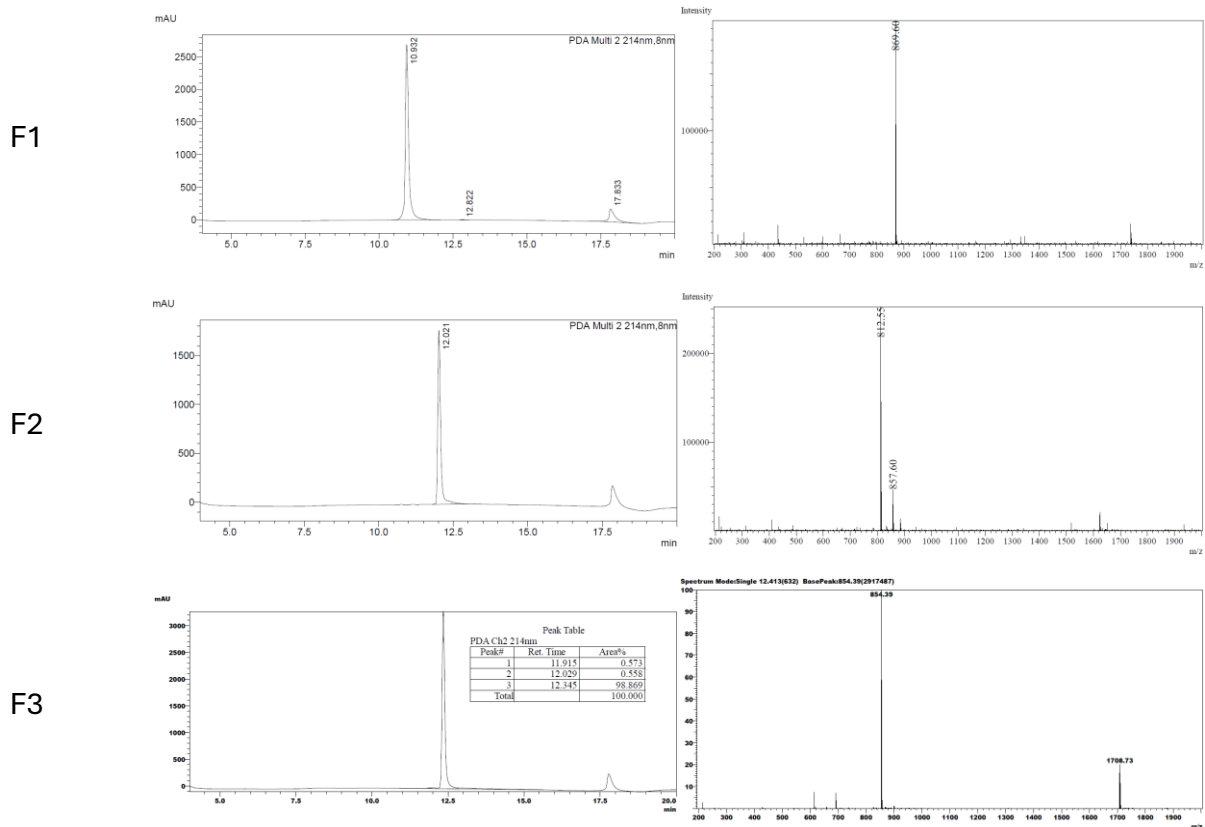 F1
mAU
PDA Multi 2 214nm,8nm
10.932
12.822
17.833
2500
2000
1500
1000
500
0
5.0 7.5 10.0 12.5 15.0 17.5
min
Intensity
869.60
100000
200 300 400 500 600 700 800 900 1000 1100 1200 1300 1400 1500 1600 1700 1800 1900
m/z
F2
mAU
PDA Multi 2 214nm,8nm
12.021
1500
1000
500
0
5.0 7.5 10.0 12.5 15.0 17.5
min
Intensity
812.55
857.60
200000
100000
200 300 400 500 600 700 800 900 1000 1100 1200 1300 1400 1500 1600 1700 1800 1900
m/z
F3
mAU
3000
2500
2000
1500
1000
500
0
5.0 7.5 10.0 12.5 15.0 17.5 20.0
min
Peak Table
PDA Ch2 214nm
Peak# Ret. Time Area%
1 11.915 0.573
2 12.029 0.558
3 12.345 98.869
Total 100.000
Spectrum Mode:Single 12.413(632) BasePeak:854.39(2917487)
854.39
1708.73
100
90
80
70
60
50
40
30
20
10
0
200 300 400 500 600 700 800 900 1000 1100 1200 1300 1400 1500 1600 1700 1800 1900
m/z